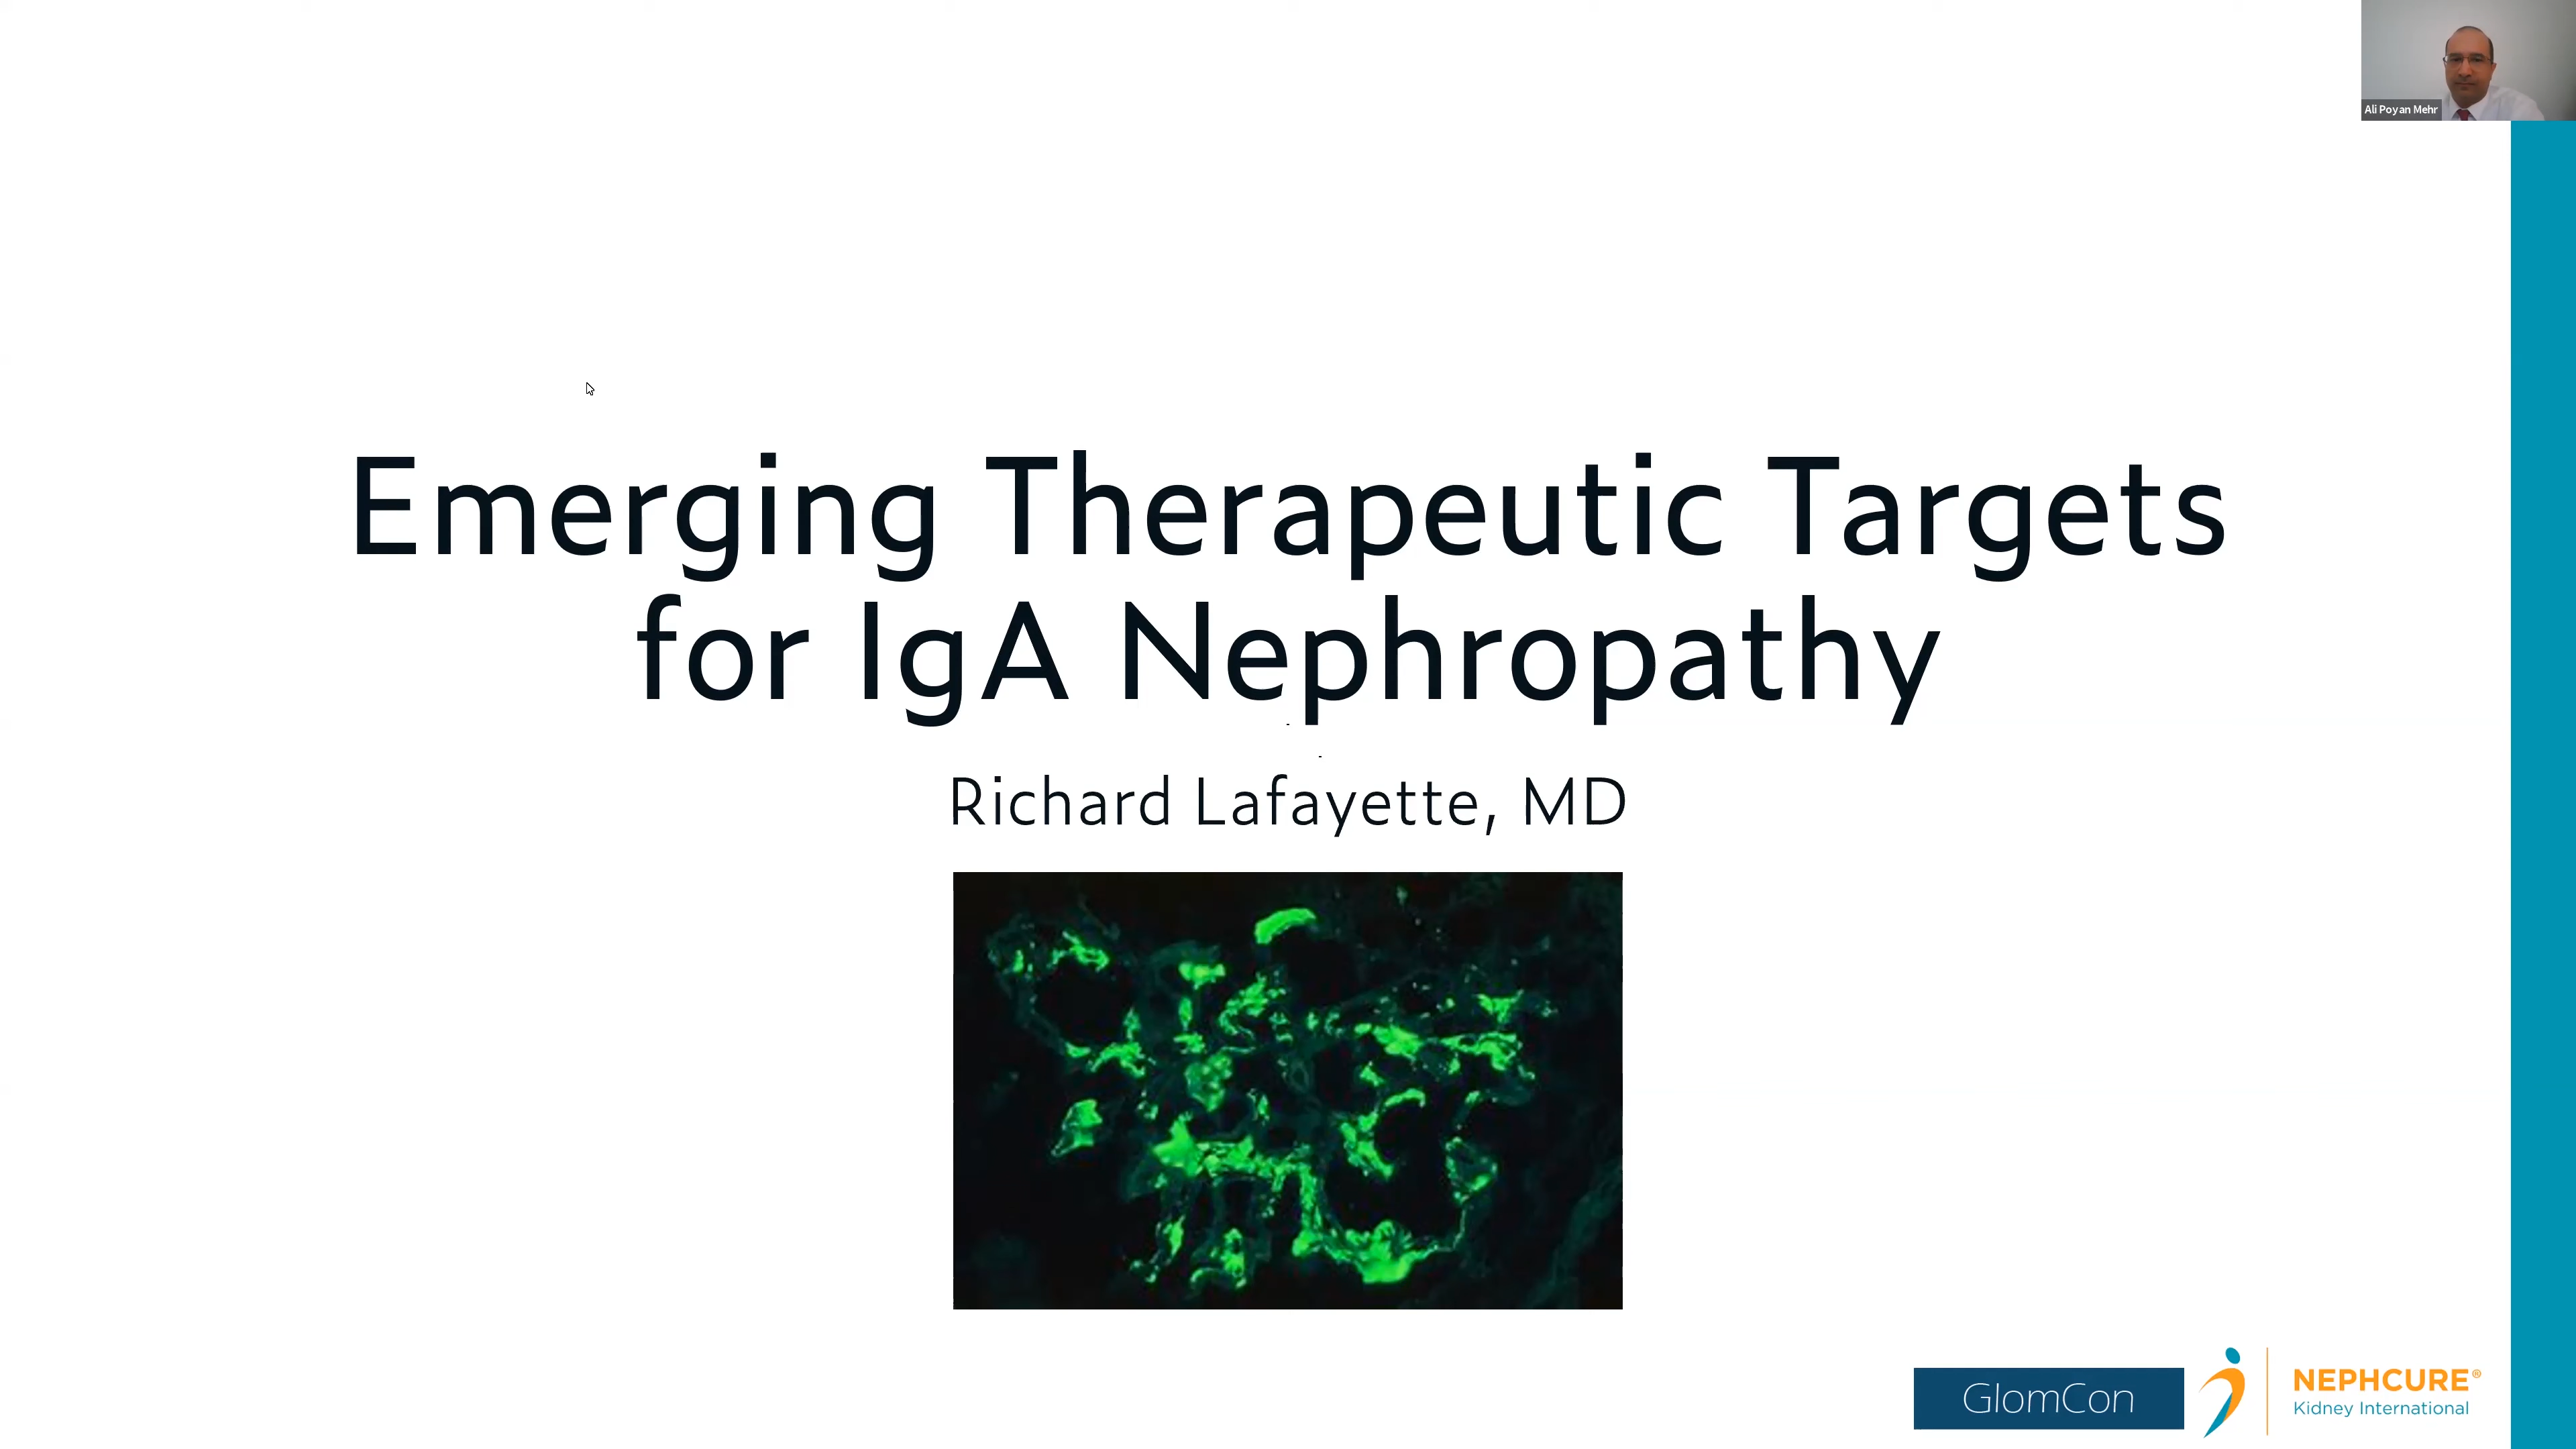 Ali Poyan Mehr
Emerging Therapeutic Targets
for IgA Nephropathy
Richard Lafayette, MD
GlomCon
NEPHCURE®
Kidney International